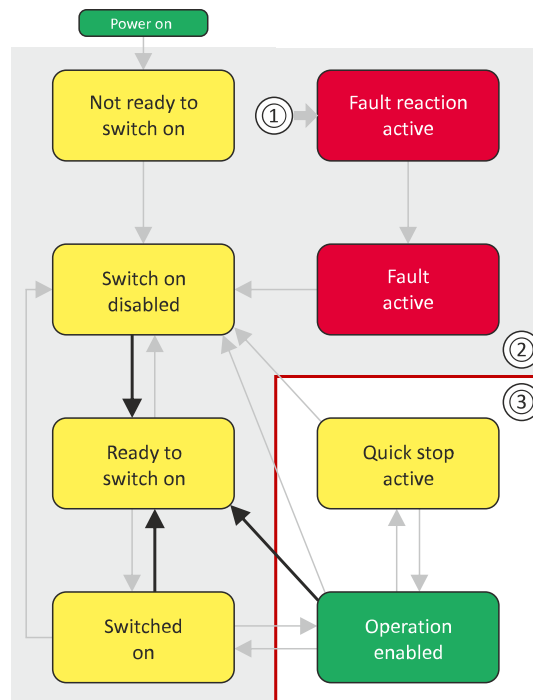 Power on
Not ready to
switch on
①
Fault reaction
active
Switch on
disabled
Fault
active
②
③
Ready to
switch on
Quick stop
active
Switched
on
Operation
enabled